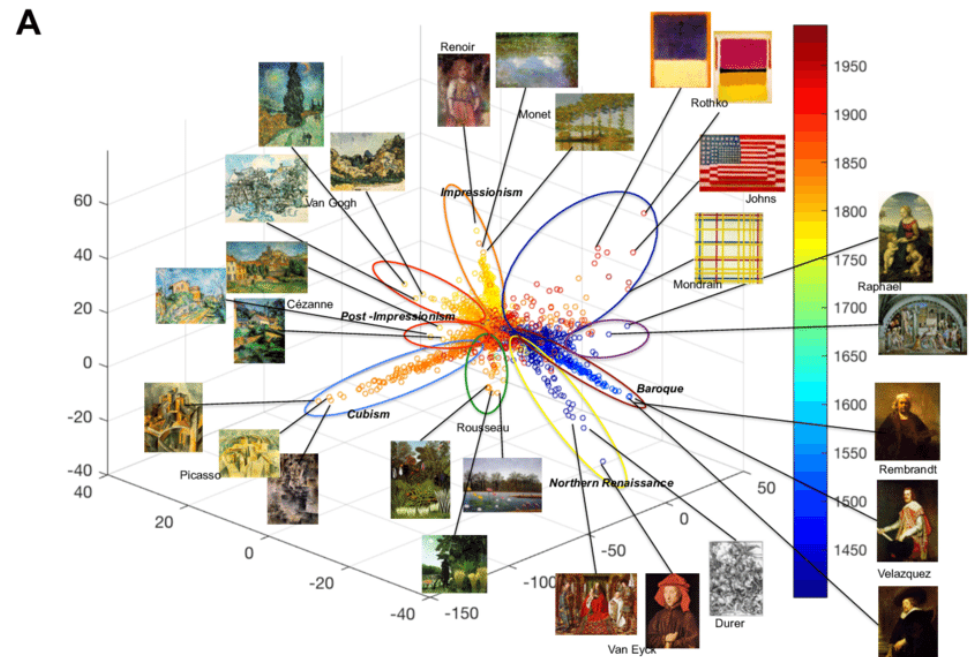 A
Renoir
Monet
Rothko
Johns
Van Gogh
Impressionism
Mondrain
Raphael
Cézanne
Post -Impressionism
Baroque
Cubism
Rousseau
Picasso
Northern Renaissance
Rembrandt
Velazquez
Durer
Van Eyck
60
40
20
0
-20
-40
40
20
0
-20
-40
-150
-100
-50
0
50
1950
1900
1850
1800
1750
1700
1650
1600
1550
1500
1450